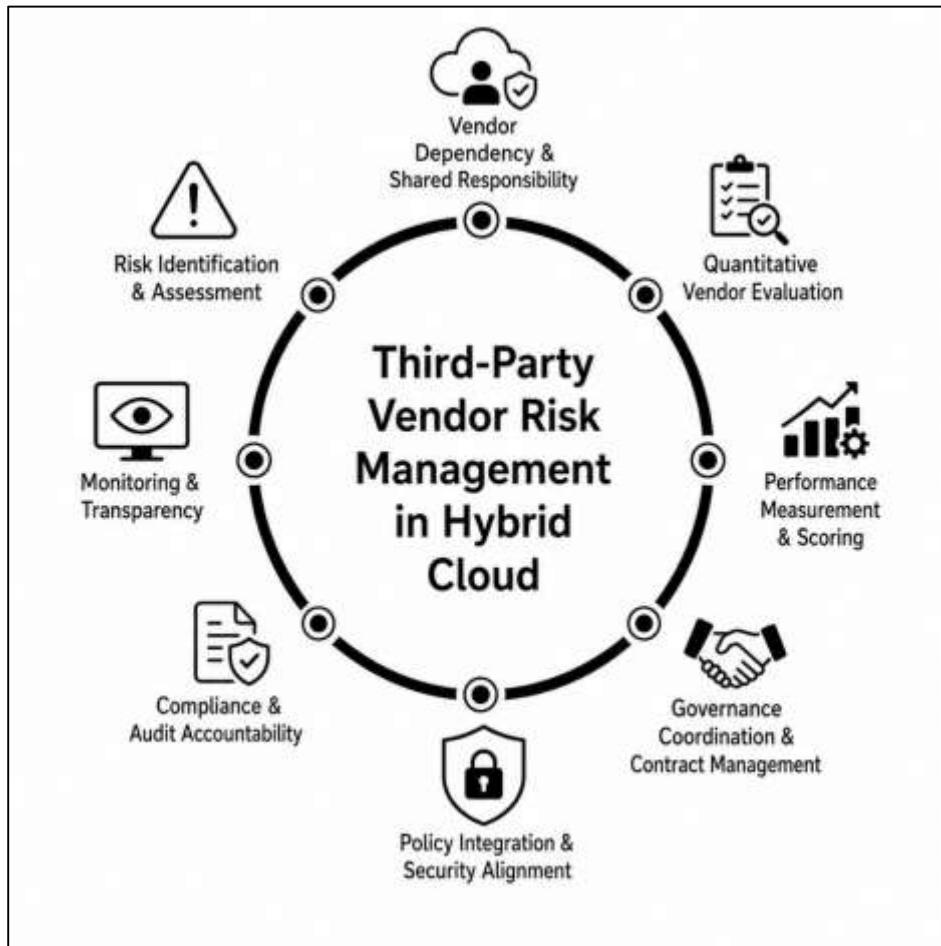 Vendor
Dependency &
Shared Responsibility
Quantitative
Vendor Evaluation
Performance
Measurement
& Scoring
Governance
Coordination &
Contract Management
Policy Integration &
Security Alignment
Compliance &
Audit Accountability
Monitoring &
Transparency
Risk Identification
& Assessment
Third-Party
Vendor Risk
Management
in Hybrid
Cloud